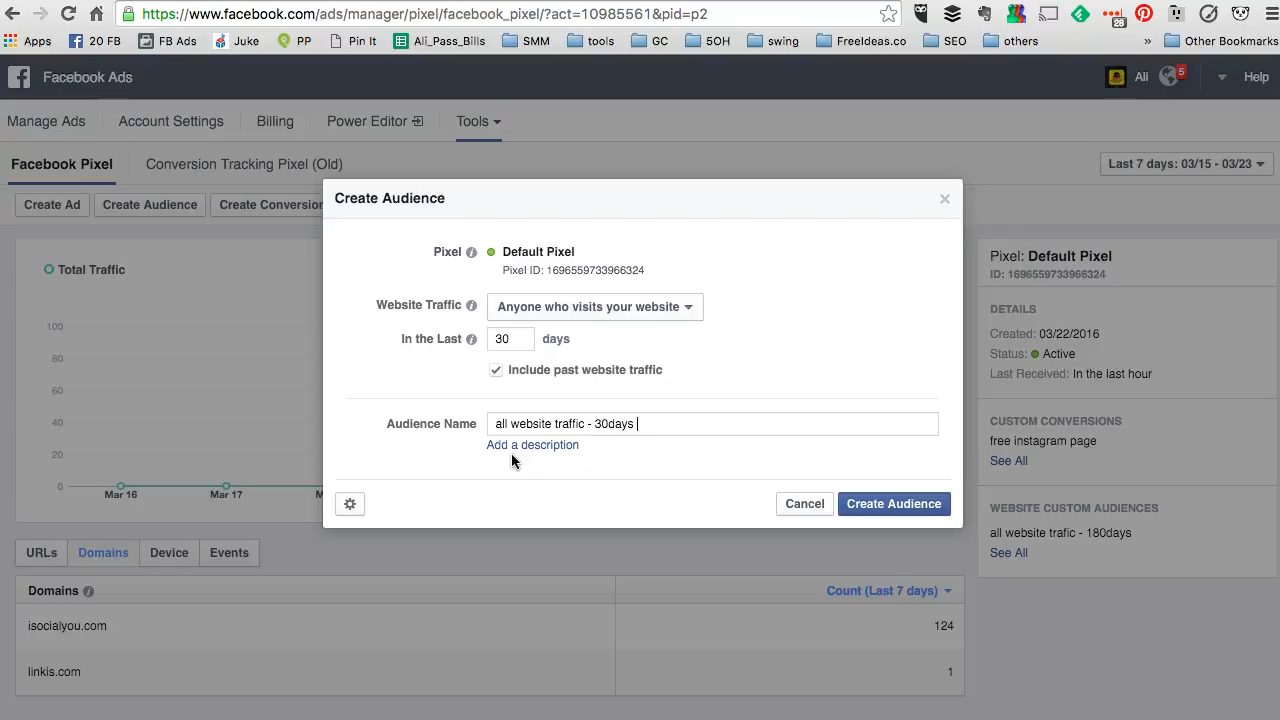 https://www.facebook.com/ads/manager/pixel/facebook_pixel/?act=10985561&pid=p2
23
Apps 20 FB FB Ads Juke PP Pin It Ali_Pass_Bills SMM tools GC 5OH swing FreeIdeas.co SEO others » Other Bookmarks
Facebook Ads Ali 5 Help
Manage Ads Account Settings Billing Power Editor Tools
Facebook Pixel Conversion Tracking Pixel (Old) Last 7 days: 03/15 - 03/23
Create Ad Create Audience Create Conversion
Create Audience
Pixel Default Pixel
Pixel ID: 1696559733966324
Website Traffic Anyone who visits your website
In the Last 30 days
Include past website traffic
Audience Name all website traffic - 30days
Add a description
Cancel Create Audience
Total Traffic
100
80
60
40
20
0
Mar 16 Mar 17 M
Pixel: Default Pixel
ID: 1696559733966324
DETAILS
Created: 03/22/2016
Status: Active
Last Received: In the last hour
CUSTOM CONVERSIONS
free instagram page
See All
WEBSITE CUSTOM AUDIENCES
all website trafic - 180days
See All
URLs Domains Device Events
Domains Count (Last 7 days)
isocialyou.com 124
linkis.com 1